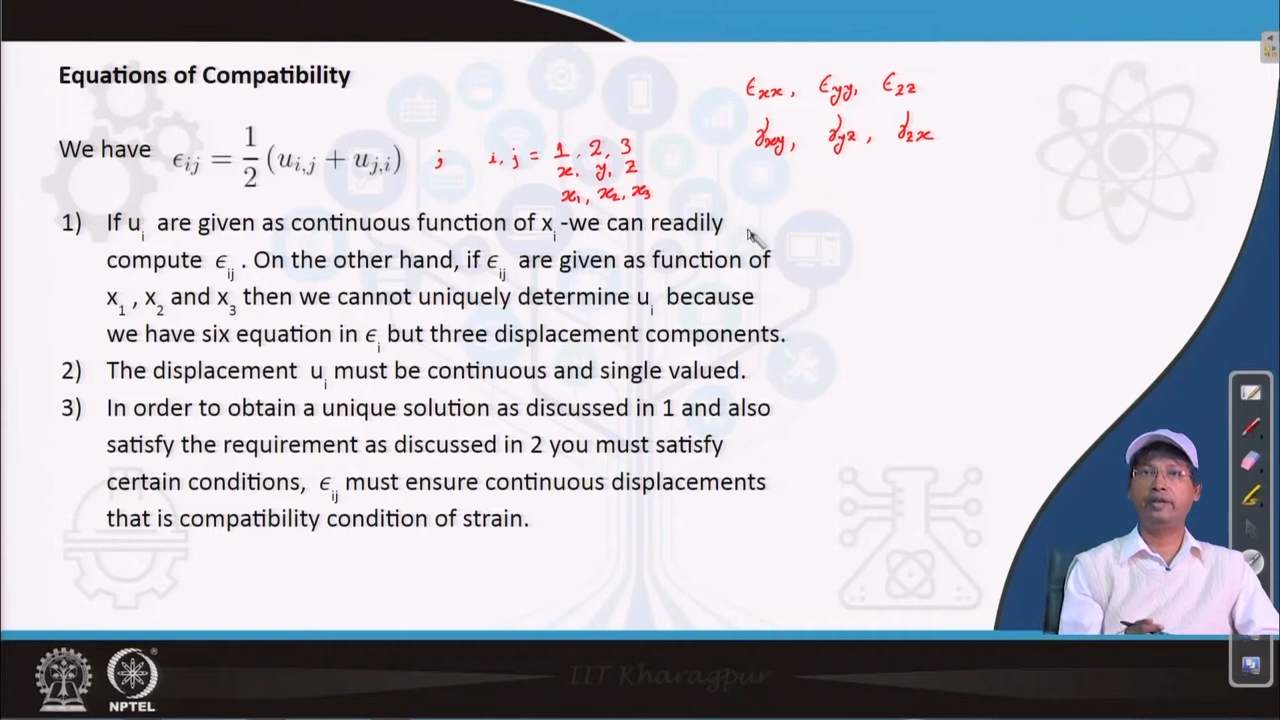 Equations of Compatibility
ϵxx, ϵyy, ϵzz
γxy, γyz, γzx
We have ϵij = 1/2 (ui,j + uj,i) ; i, j = 1, 2, 3
x, y, z
x1, x2, x3
1) If ui are given as continuous function of xi -we can readily
compute ϵij . On the other hand, if ϵij are given as function of
x1 , x2 and x3 then we cannot uniquely determine ui because
we have six equation in ϵi but three displacement components.
2) The displacement ui must be continuous and single valued.
3) In order to obtain a unique solution as discussed in 1 and also
satisfy the requirement as discussed in 2 you must satisfy
certain conditions, ϵij must ensure continuous displacements
that is compatibility condition of strain.
IIT Kharagpur
NPTEL